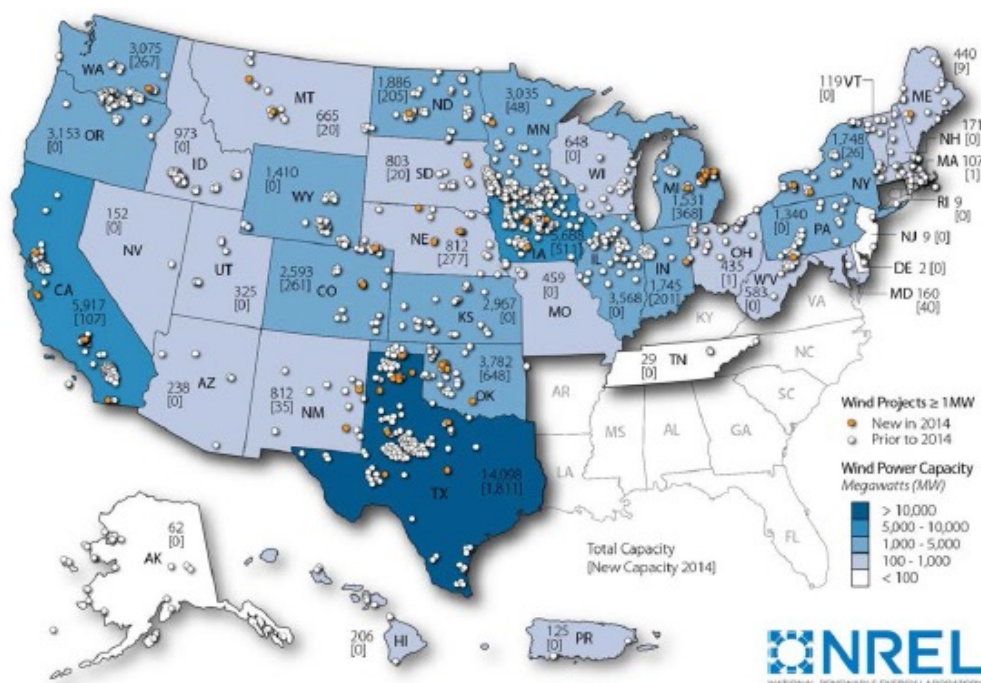 3,075
[267]
WA
3,153 OR
[0]
973
[0]
ID
MT
665
[20]
1,886
[205] ND
3,035
[48]
MN
803
[20] SD
648
[0]
WI
1,410
[0]
WY
152
[0]
NV
UT
325
[0]
CA
5,917
[107]
2,593
[261] CO
NE
812
[277]
5,688
IA [511]
IL
3,568
[0]
MI
1,531
[368]
IN
1,745
[201]
OH
435
[1]
WV
583
[0]
1,340
[0]
PA
1,748
[26]
NY
119 VT
[0]
440
[9]
ME
171
NH [0]
MA 107
[1]
RI 9
[0]
NJ 9 [0]
DE 2 [0]
MD 160
[40]
VA
KY
2,967
KS [0]
459
[0]
MO
238
[0]
AZ
812
[35] NM
3,782
[648]
OK
14,098
TX [1,811]
29
[0]
TN
NC
SC
AR
MS
AL
GA
LA
FL
62
[0]
AK
206
[0]
HI
125
[0]
PR
Total Capacity
[New Capacity 2014]
Wind Projects ≥ 1MW
New in 2014
Prior to 2014
Wind Power Capacity
Megawatts (MW)
> 10,000
5,000 - 10,000
1,000 - 5,000
100 - 1,000
< 100
NREL